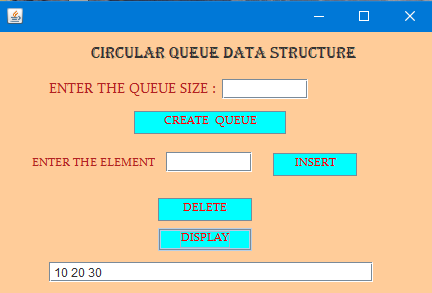 CIRCULAR QUEUE DATA STRUCTURE
ENTER THE QUEUE SIZE :
CREATE QUEUE
ENTER THE ELEMENT INSERT
DELETE
DISPLAY
10 20 30